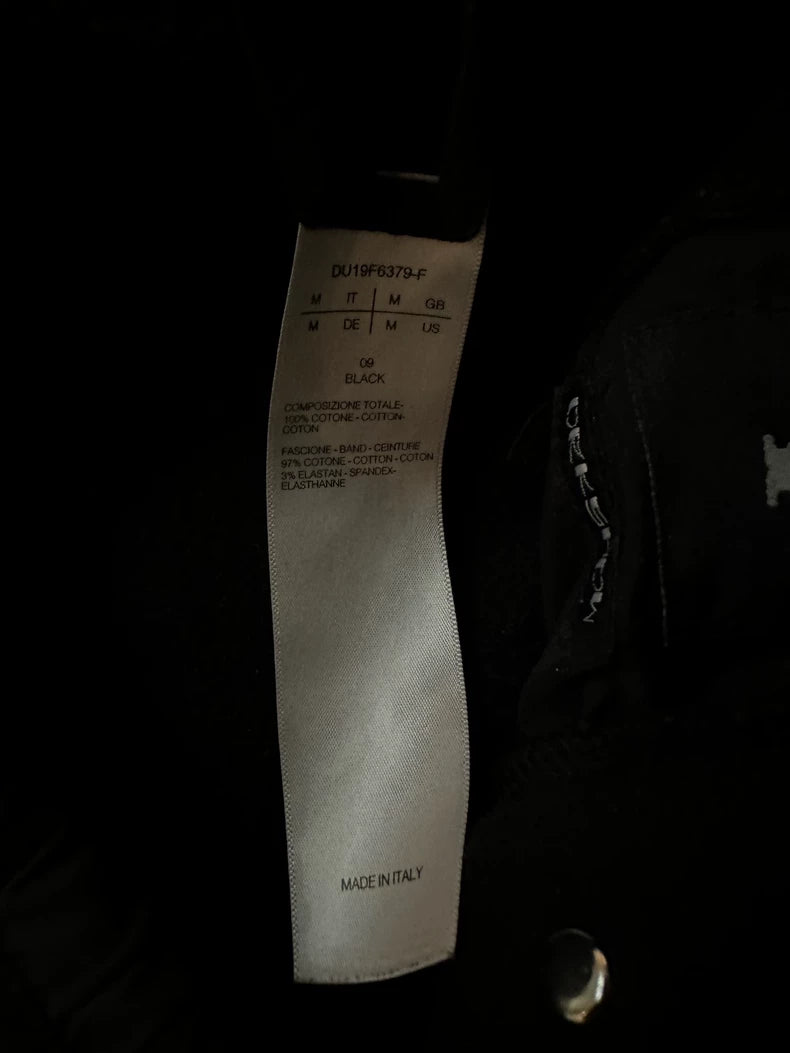 DU19F6379-F
M IT M GB
M DE M US
09
BLACK
COMPOSIZIONE TOTALE-
100% COTONE - COTTON-
COTON
FASCIONE - BAND - CEINTURE
97% COTONE - COTTON - COTON
3% ELASTAN - SPANDEX-
ELASTHANNE
MADE IN ITALY